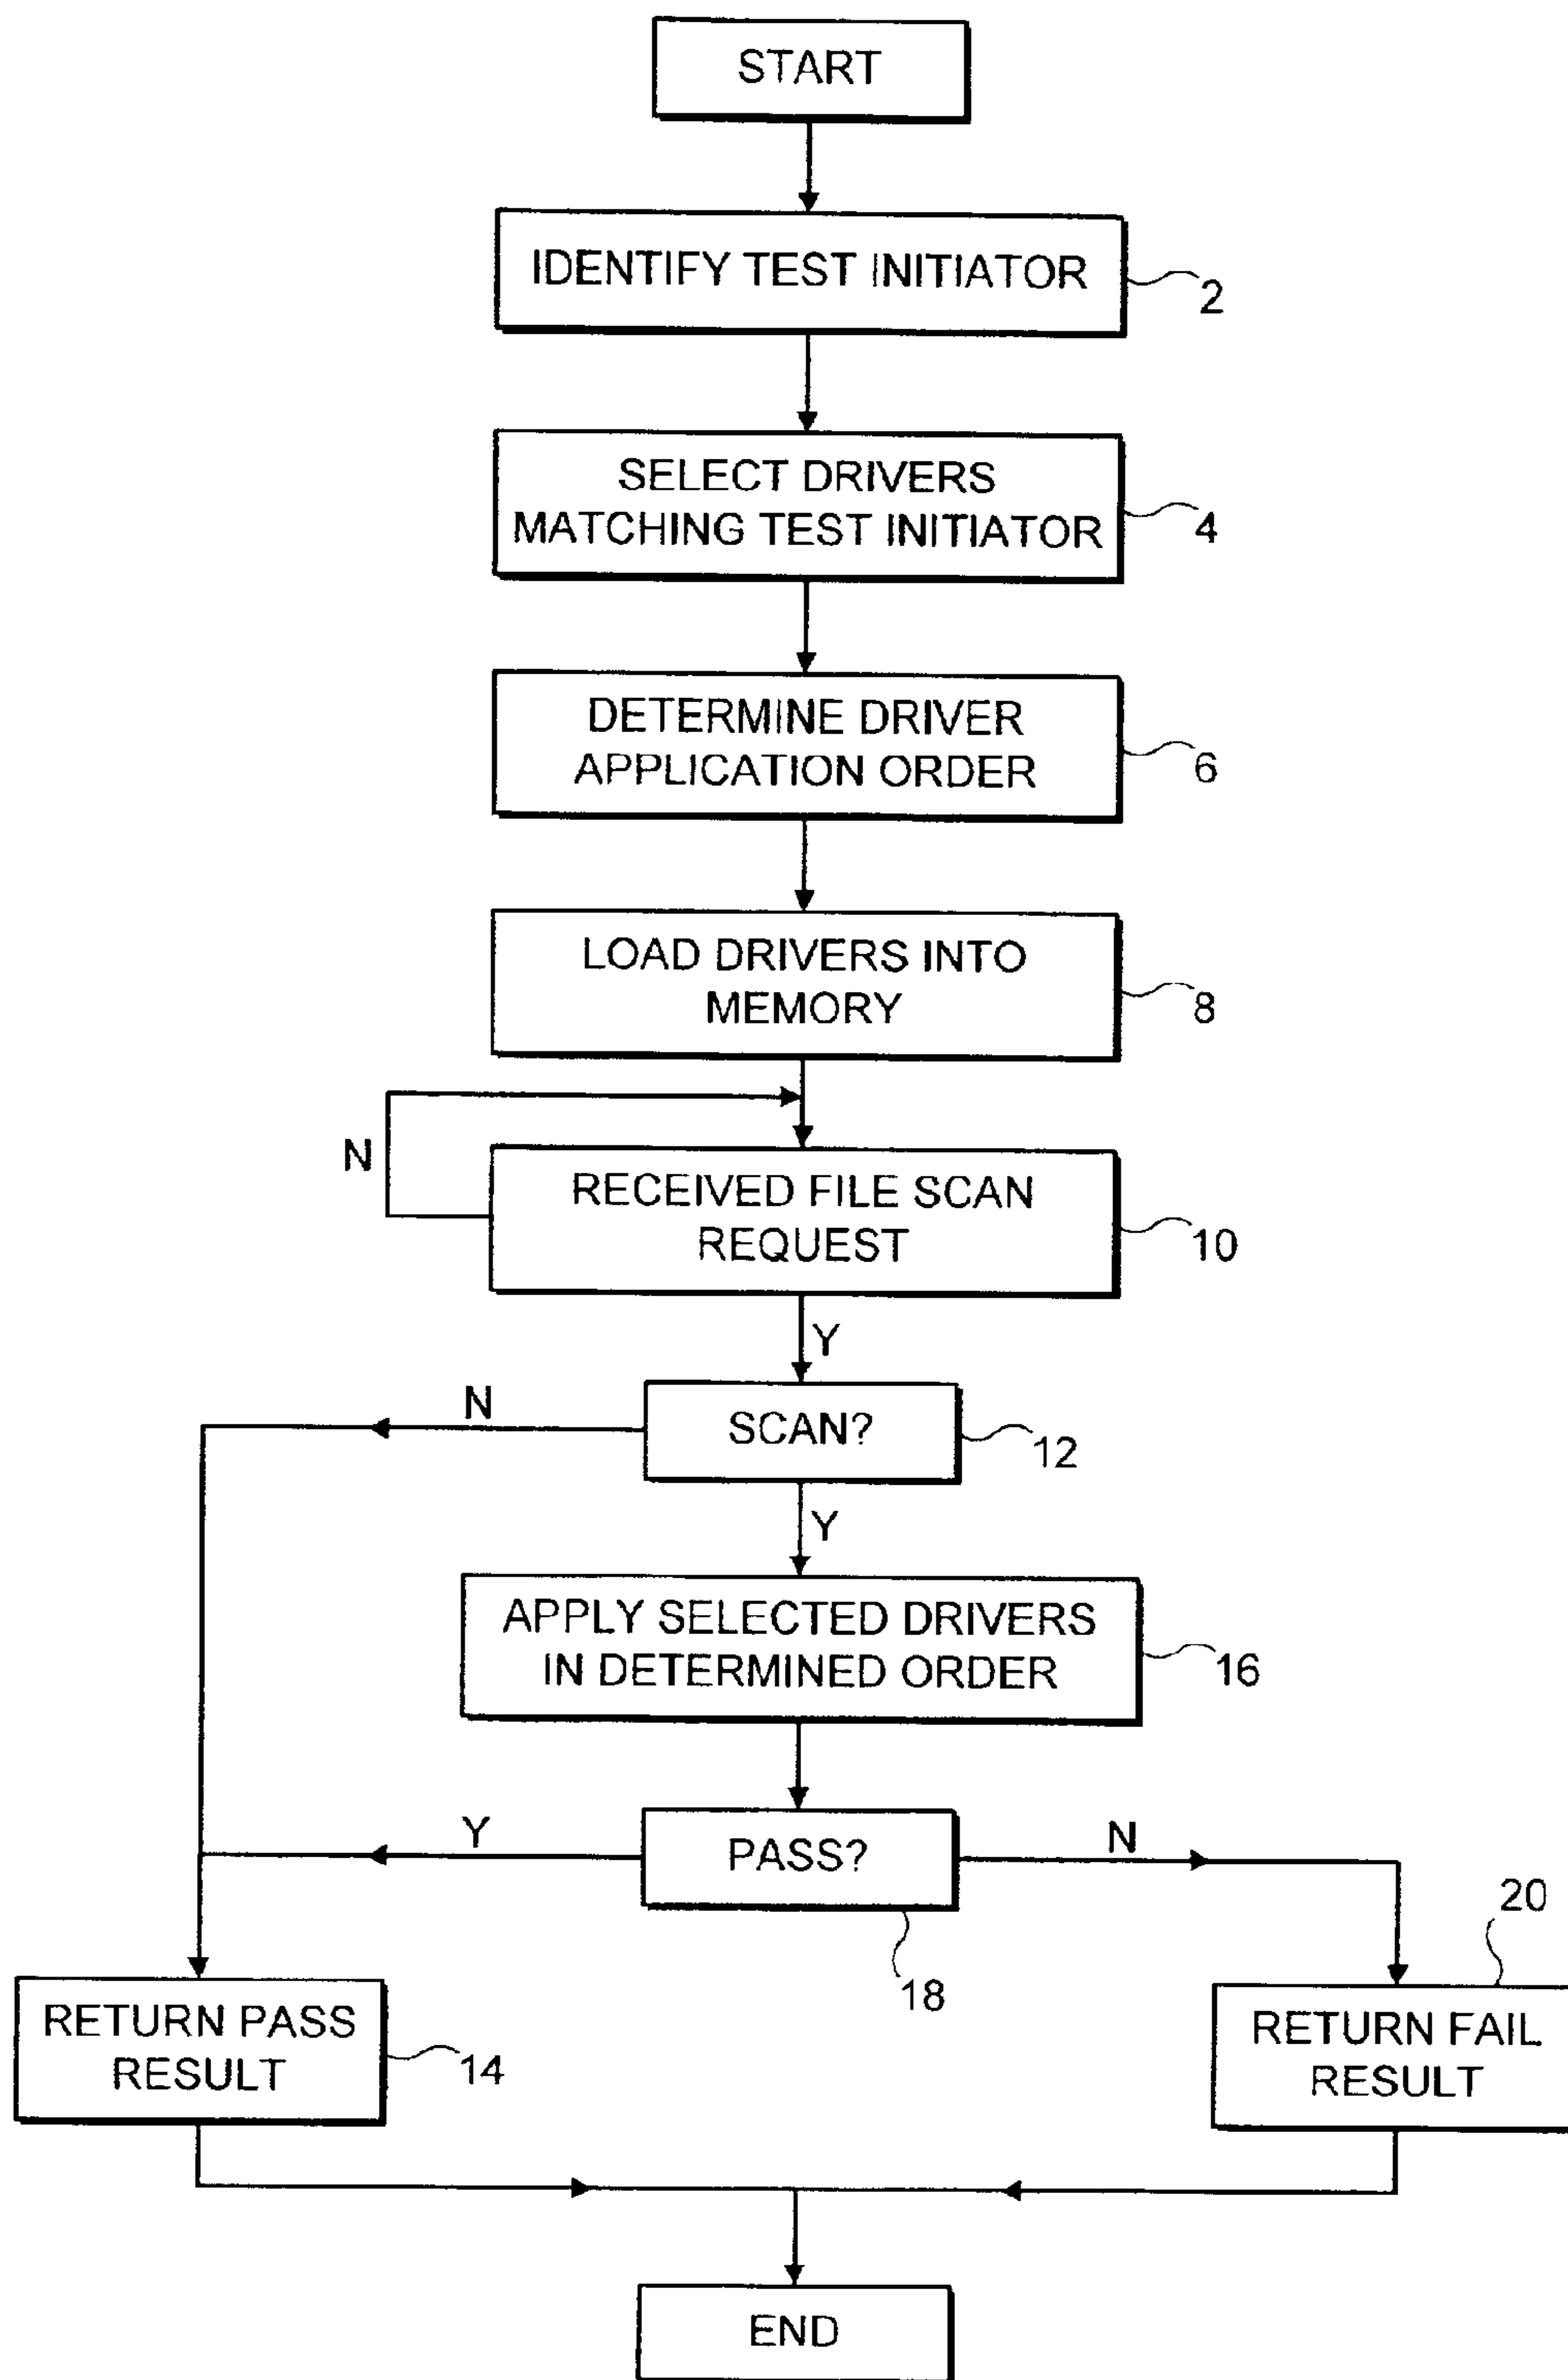 START
IDENTIFY TEST INITIATOR
2
SELECT DRIVERS
MATCHING TEST INITIATOR
4
DETERMINE DRIVER
APPLICATION ORDER
6
LOAD DRIVERS INTO
MEMORY
8
N
RECEIVED FILE SCAN
REQUEST
10
Y
N
SCAN?
12
Y
APPLY SELECTED DRIVERS
IN DETERMINED ORDER
16
Y
PASS?
N
18
20
RETURN PASS
RESULT
14
RETURN FAIL
RESULT
END